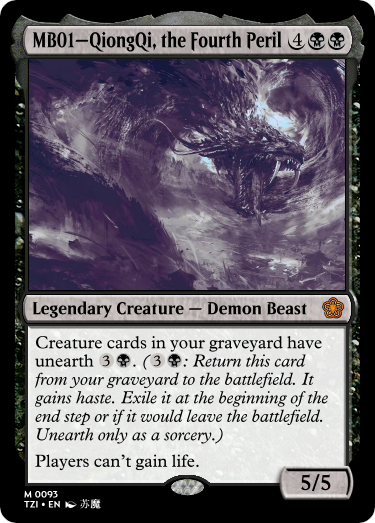 MB01—QiongQi, the Fourth Peril 4
Legendary Creature — Demon Beast
Creature cards in your graveyard have
unearth 3. (3: Return this card
from your graveyard to the battlefield. It
gains haste. Exile it at the beginning of the
end step or if it would leave the battlefield.
Unearth only as a sorcery.)
Players can't gain life.
5/5
M 0093
TZI • EN 苏魔